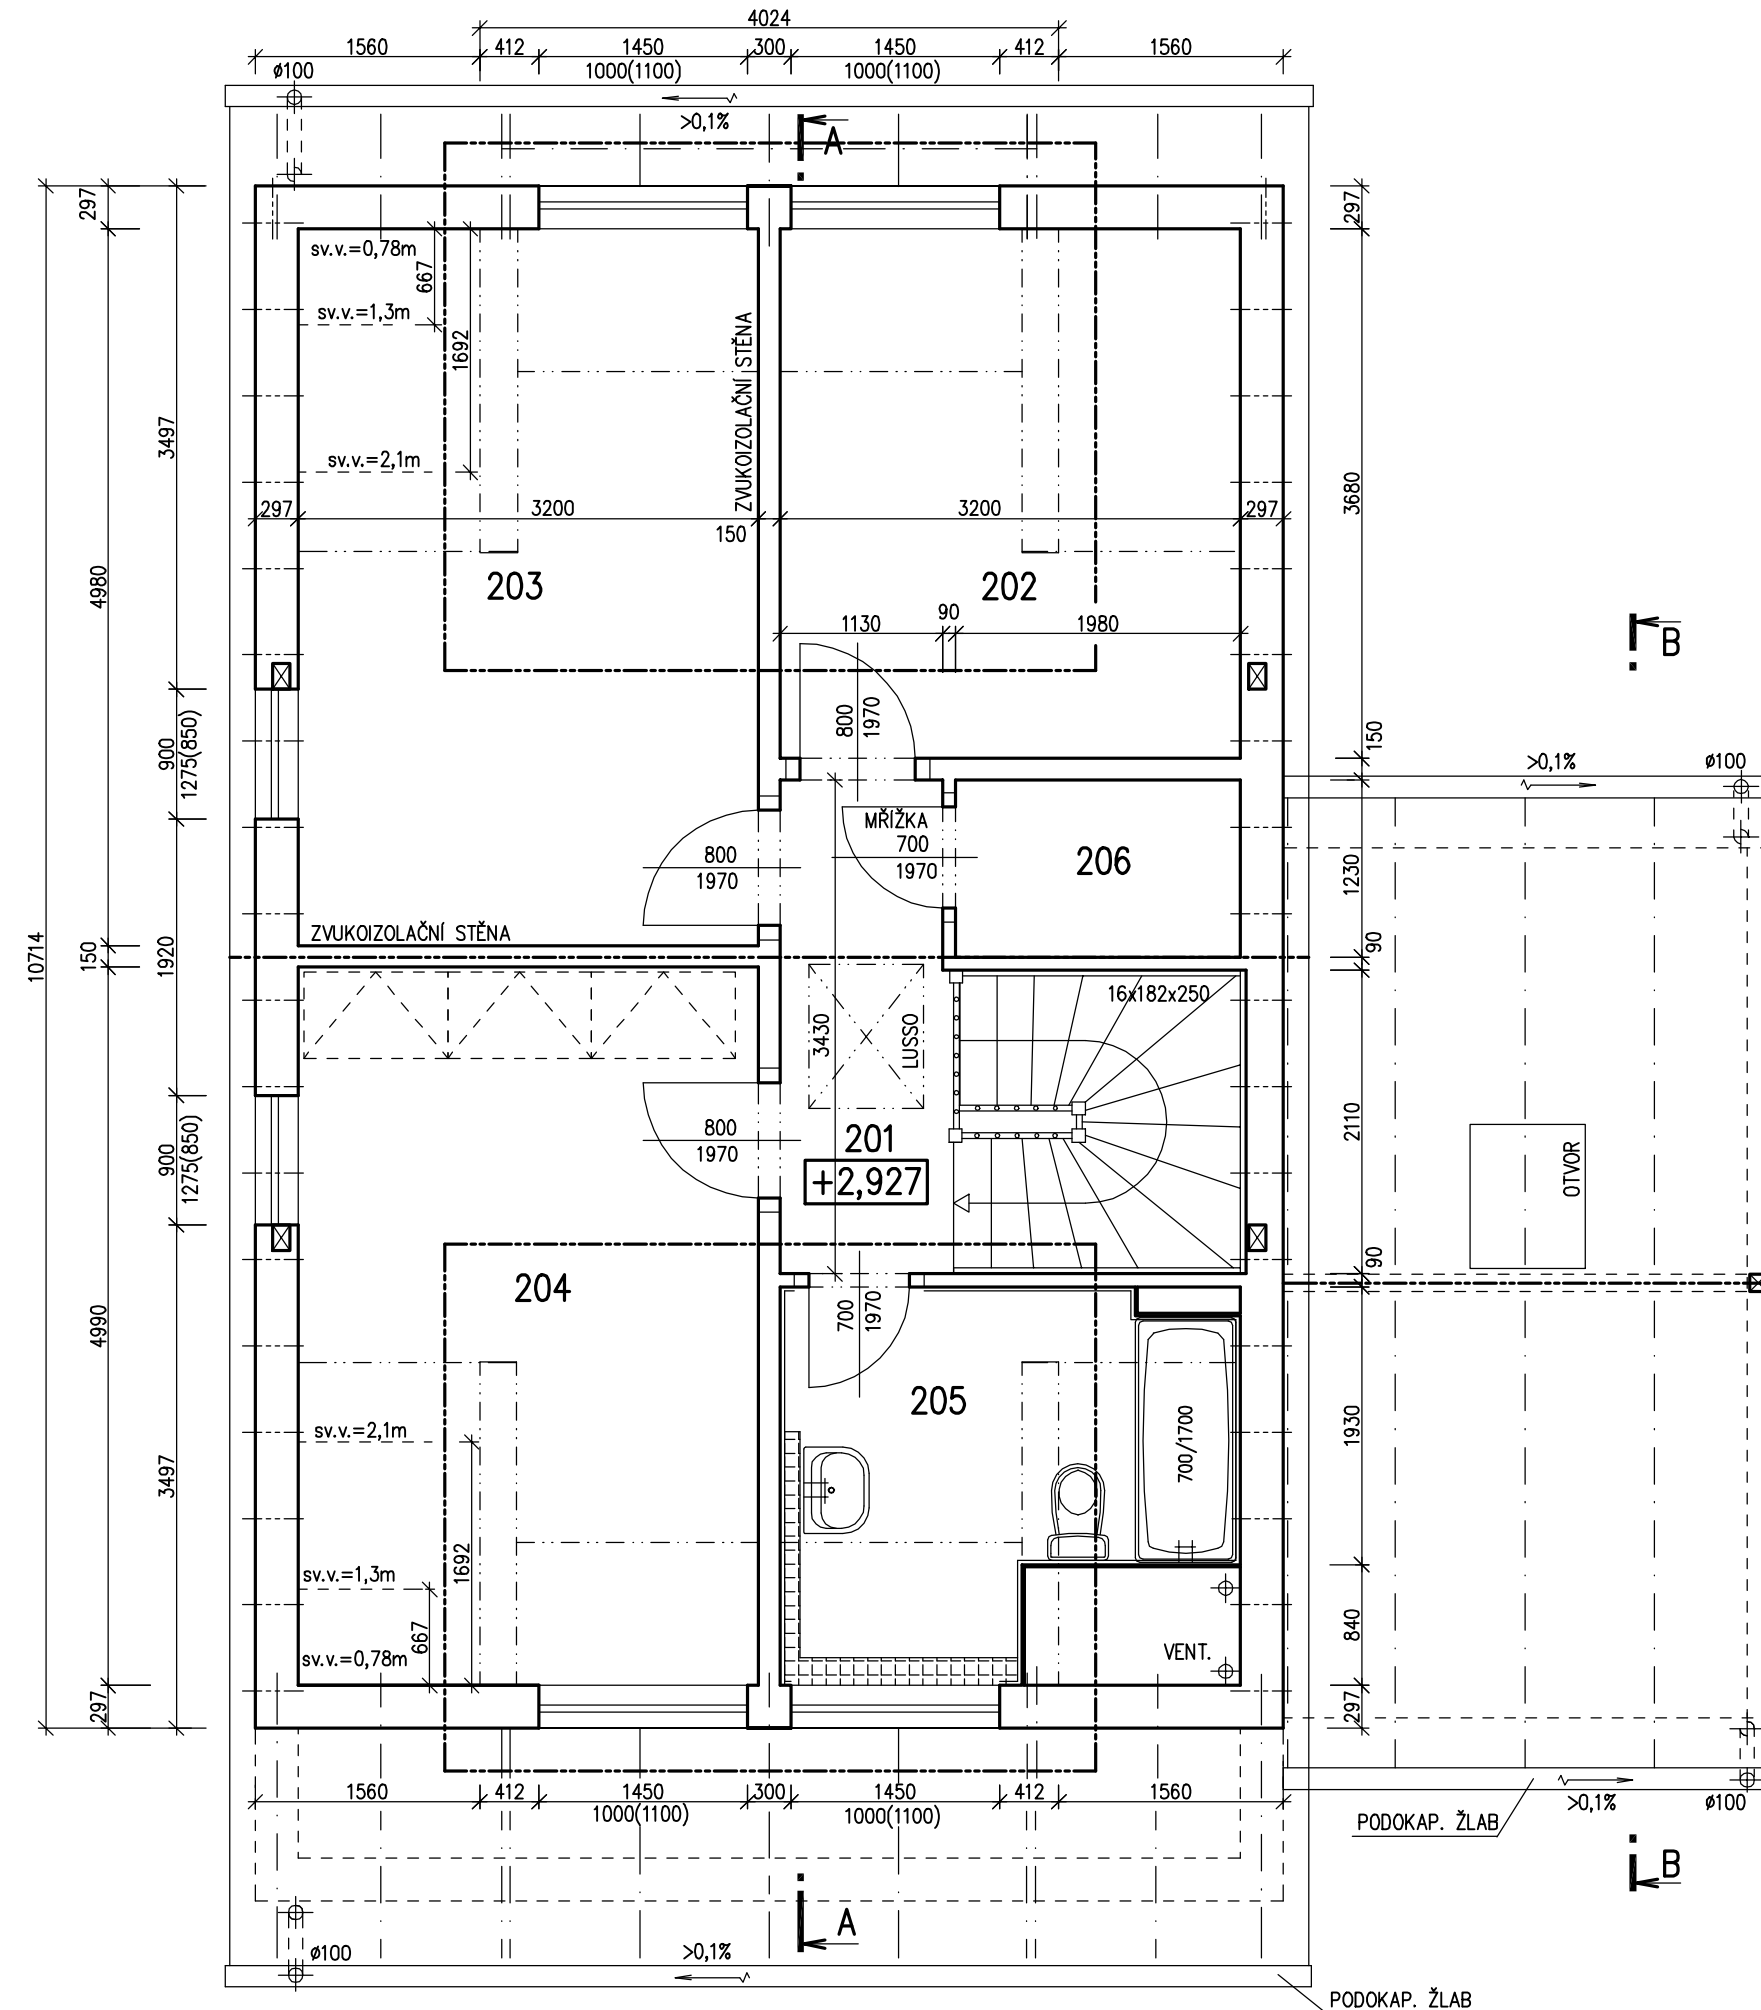 4024
1560 412 1450 300 1450 412 1560
1000(1100) 1000(1100)
ø100
>0,1%
A
297
297
sv.v.=0,78m
667
sv.v.=1,3m
1692
ZVUKOIZOLAČNÍ STĚNA
3497
sv.v.=2,1m
3680
297 3200 150 3200 297
4980
203
202
1130 90 1980
B
800
1970
150
900
1275(850)
>0,1%
ø100
MŘÍŽKA
700
1970
800
1970
206
1230
ZVUKOIZOLAČNÍ STĚNA
10714
150
1920
90
3430
LUSSO
16x182x250
800
1970
201
+2,927
2110
900
1275(850)
OTVOR
90
204
700
1970
4990
205
sv.v.=2,1m
700/1700
1930
3497
1692
sv.v.=1,3m
667
840
sv.v.=0,78m
VENT.
297
297
1560 412 1450 300 1450 412 1560
1000(1100) 1000(1100)
>0,1%
ø100
PODOKAP. ŽLAB
B
A
ø100
>0,1%
PODOKAP. ŽLAB